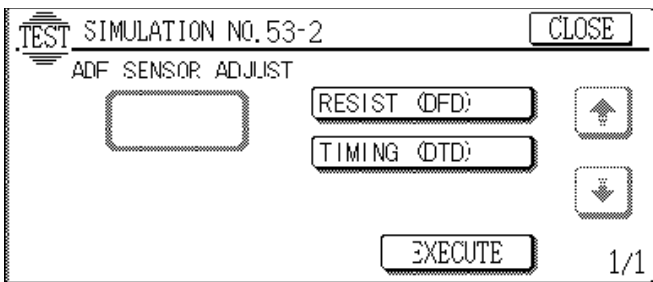 TEST SIMULATION NO.53-2 CLOSE
ADF SENSOR ADJUST
RESIST (DFD)
TIMING (DTD)
EXECUTE
1/1